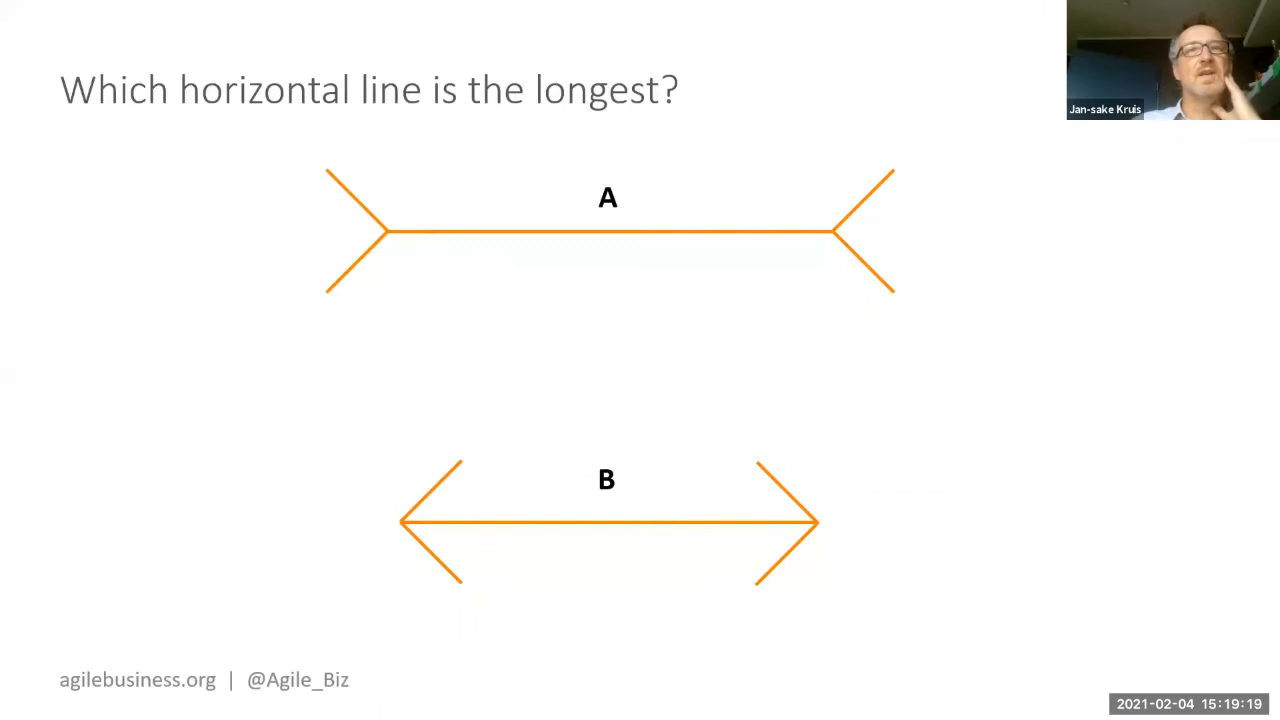 Which horizontal line is the longest?
Jan-sake Kruis
A
B
agilebusiness.org | @Agile_Biz
2021-02-04 15:19:19